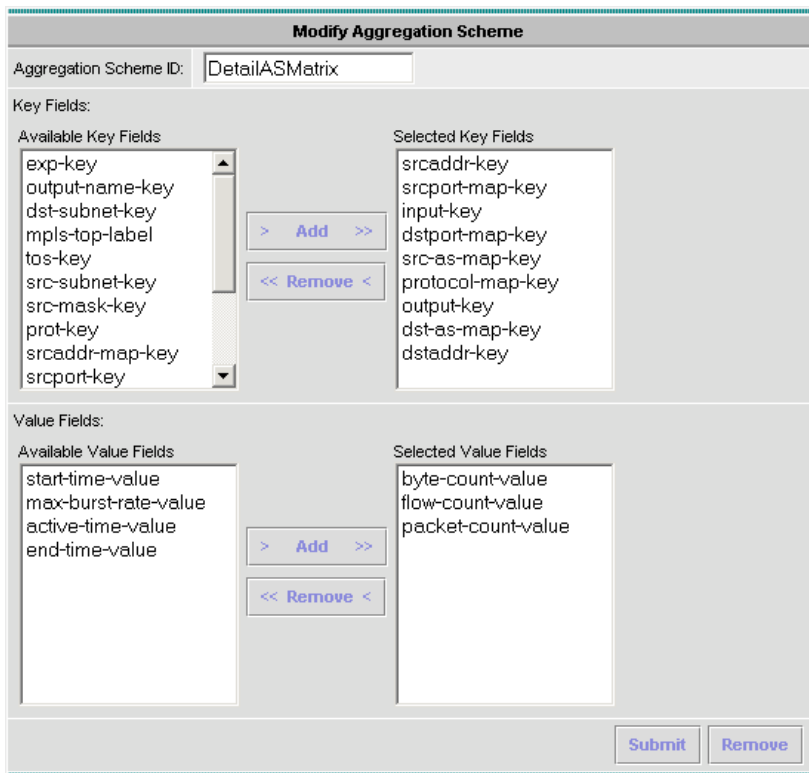 Modify Aggregation Scheme
Aggregation Scheme ID: DetailASMatrix
Key Fields:
Available Key Fields
exp-key
output-name-key
dst-subnet-key
mpls-top-label
tos-key
src-subnet-key
src-mask-key
prot-key
srcaddr-map-key
srcport-key
> Add >>
<< Remove <
Selected Key Fields
srcaddr-key
srcport-map-key
input-key
dstport-map-key
src-as-map-key
protocol-map-key
output-key
dst-as-map-key
dstaddr-key
Value Fields:
Available Value Fields
start-time-value
max-burst-rate-value
active-time-value
end-time-value
> Add >>
<< Remove <
Selected Value Fields
byte-count-value
flow-count-value
packet-count-value
Submit Remove